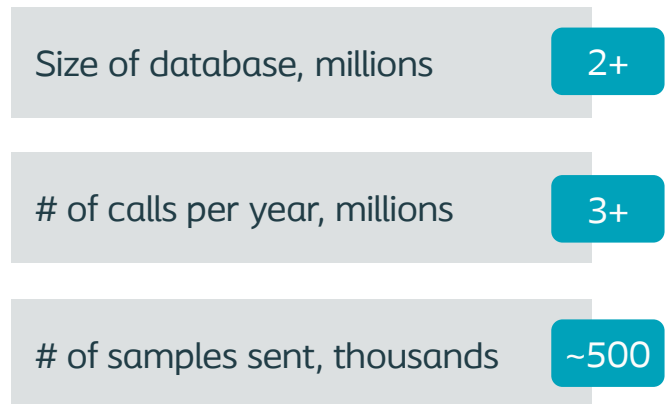 Size of database, millions 2+
# of calls per year, millions 3+
# of samples sent, thousands ~500